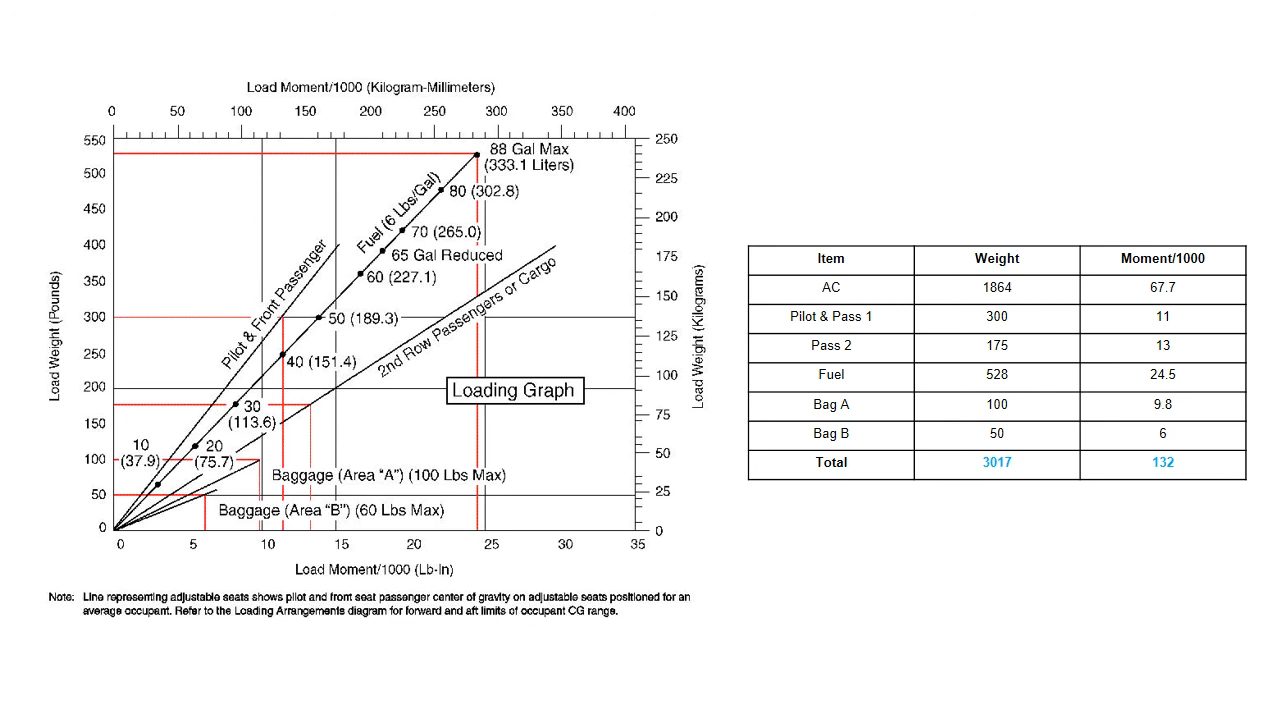 Load Moment/1000 (Kilogram-Millimeters)
0 50 100 150 200 250 300 350 400
550 500 450 400 350 300 250 200 150 100 50 0
Load Weight (Pounds)
250 225 200 175 150 125 100 75 50 25 0
Load Weight (Kilograms)
88 Gal Max
(333.1 Liters)
Fuel (6 Lbs/Gal)
80 (302.8)
70 (265.0)
65 Gal Reduced
60 (227.1)
Pilot & Front Passenger
50 (189.3)
2nd Row Passengers or Cargo
40 (151.4)
Loading Graph
30
(113.6)
20
(75.7)
10
(37.9)
Baggage (Area “A”) (100 Lbs Max)
Baggage (Area “B”) (60 Lbs Max)
0 5 10 15 20 25 30 35
Load Moment/1000 (Lb-In)
Note: Line representing adjustable seats shows pilot and front seat passenger center of gravity on adjustable seats positioned for an
average occupant. Refer to the Loading Arrangements diagram for forward and aft limits of occupant CG range.
Item Weight Moment/1000
AC 1864 67.7
Pilot & Pass 1 300 11
Pass 2 175 13
Fuel 528 24.5
Bag A 100 9.8
Bag B 50 6
Total 3017 132